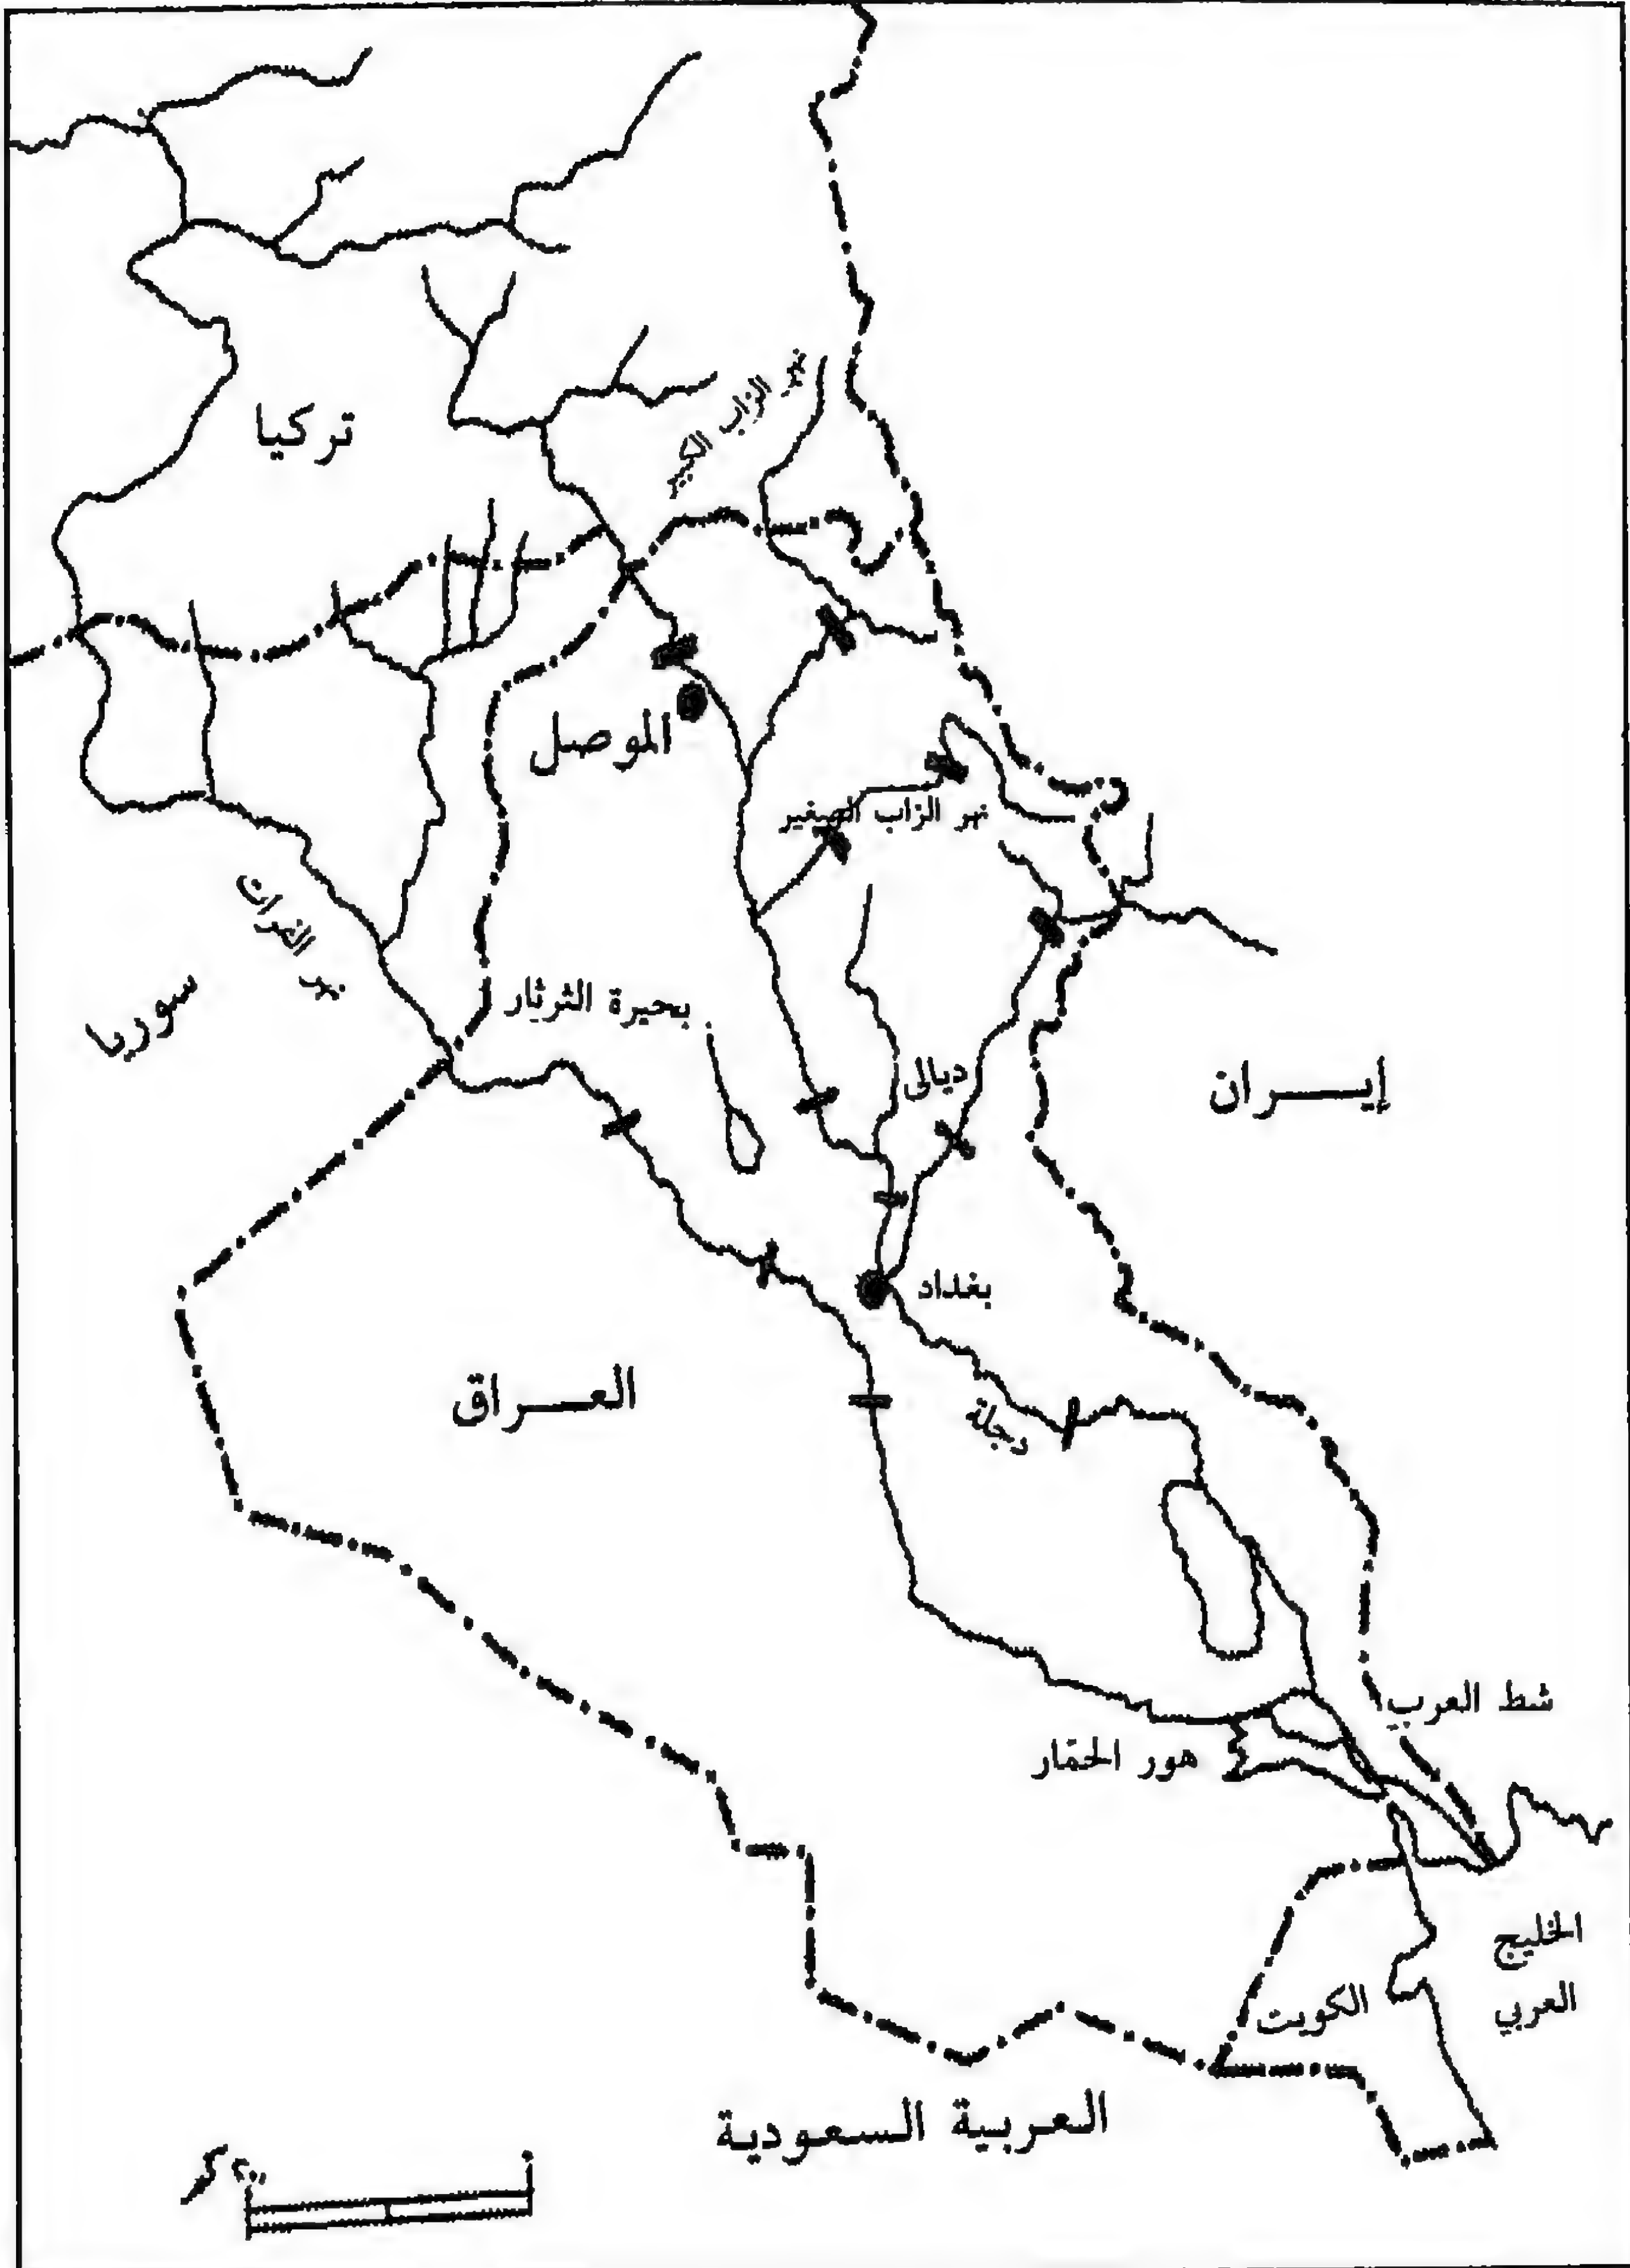 نهر الزاب الكبير
تركيا
الموصل
نهر الزاب الصغير
نهر الفرات
سوريا
بحيرة الثرثار
ديالى
إيـــران
بغداد
العــراق
دجلة
شط العرب
هور الحمّار
الخليج
العربي
الكويت
العربية السعودية